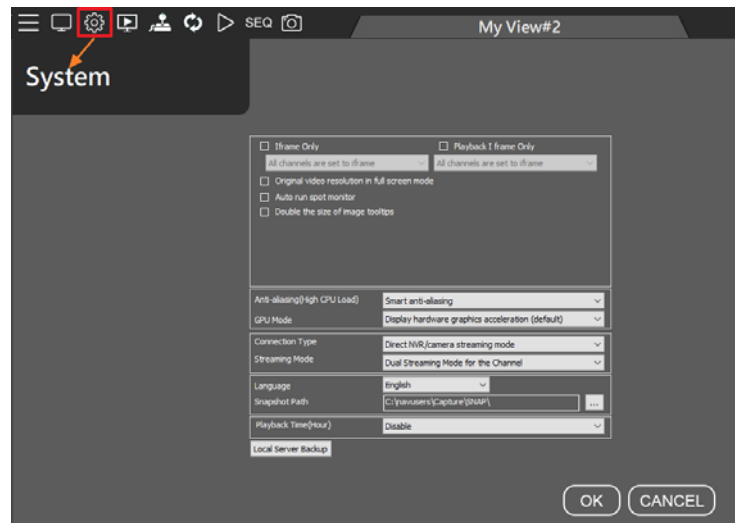 SEQ
My View#2
System
Iframe Only
Playback I frame Only
All channels are set to iframe
All channels are set to iframe
Original video resolution in full screen mode
Auto run spot monitor
Double the size of image tooltips
Anti-aliasing(High CPU Load)
Smart anti-aliasing
GPU Mode
Display hardware graphics acceleration (default)
Connection Type
Direct NVR/camera streaming mode
Streaming Mode
Dual Streaming Mode for the Channel
Language
English
Snapshot Path
C:\navusers\Capture\SNAP\
...
Playback Time(Hour)
Disable
Local Server Backup
OK
CANCEL